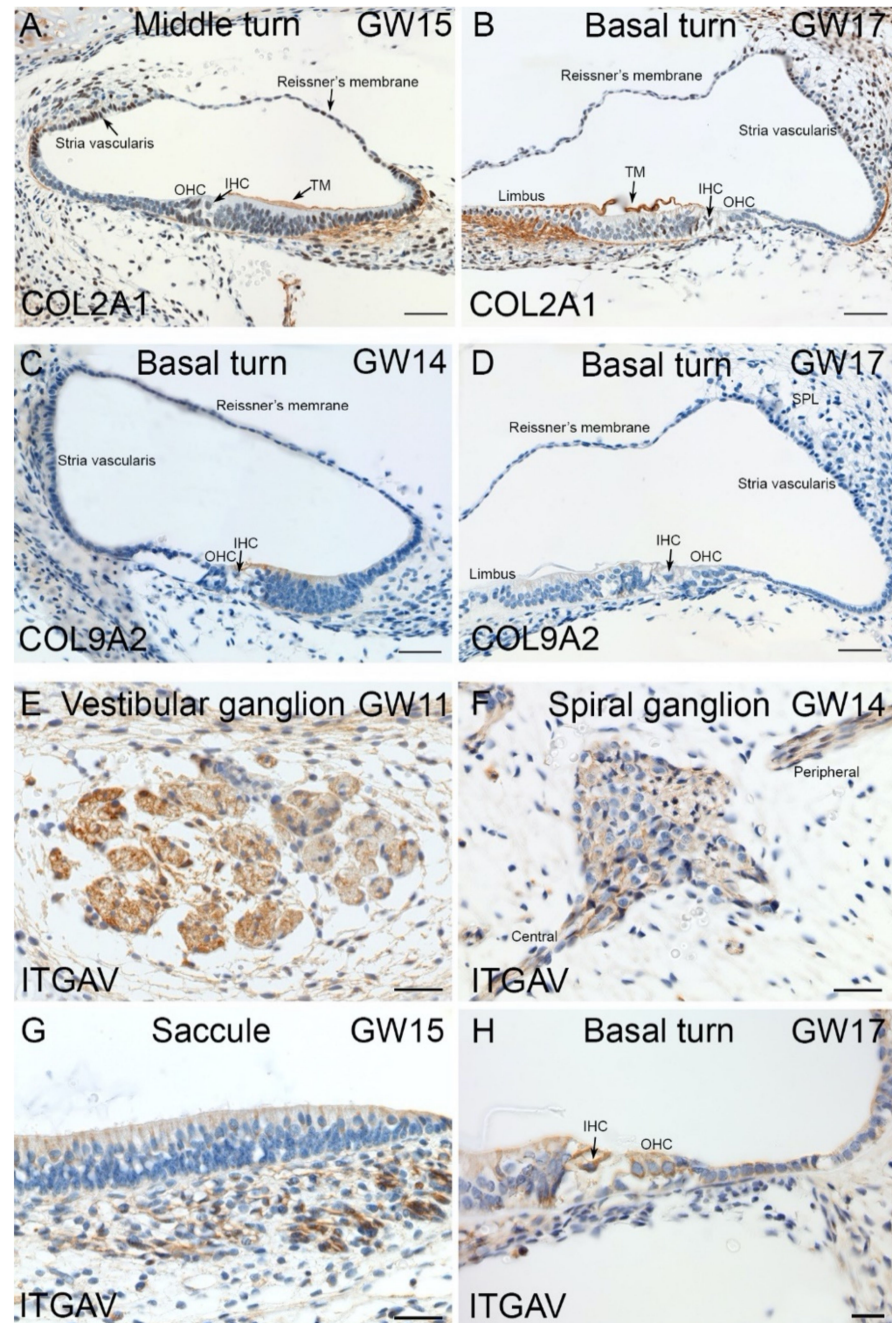 A Middle turn GW15
Reissner's membrane
Stria vascularis
OHC IHC TM
COL2A1
B Basal turn GW17
Reissner's membrane
Stria vascularis
TM
Limbus IHC OHC
COL2A1
C Basal turn GW14
Reissner's memrane
Stria vascularis
IHC
OHC
COL9A2
D Basal turn GW17
SPL
Reissner's membrane
Stria vascularis
IHC
OHC
Limbus
COL9A2
E Vestibular ganglion GW11
ITGAV
F Spiral ganglion GW14
Peripheral
Central
ITGAV
G Saccule GW15
ITGAV
H Basal turn GW17
IHC
OHC
ITGAV